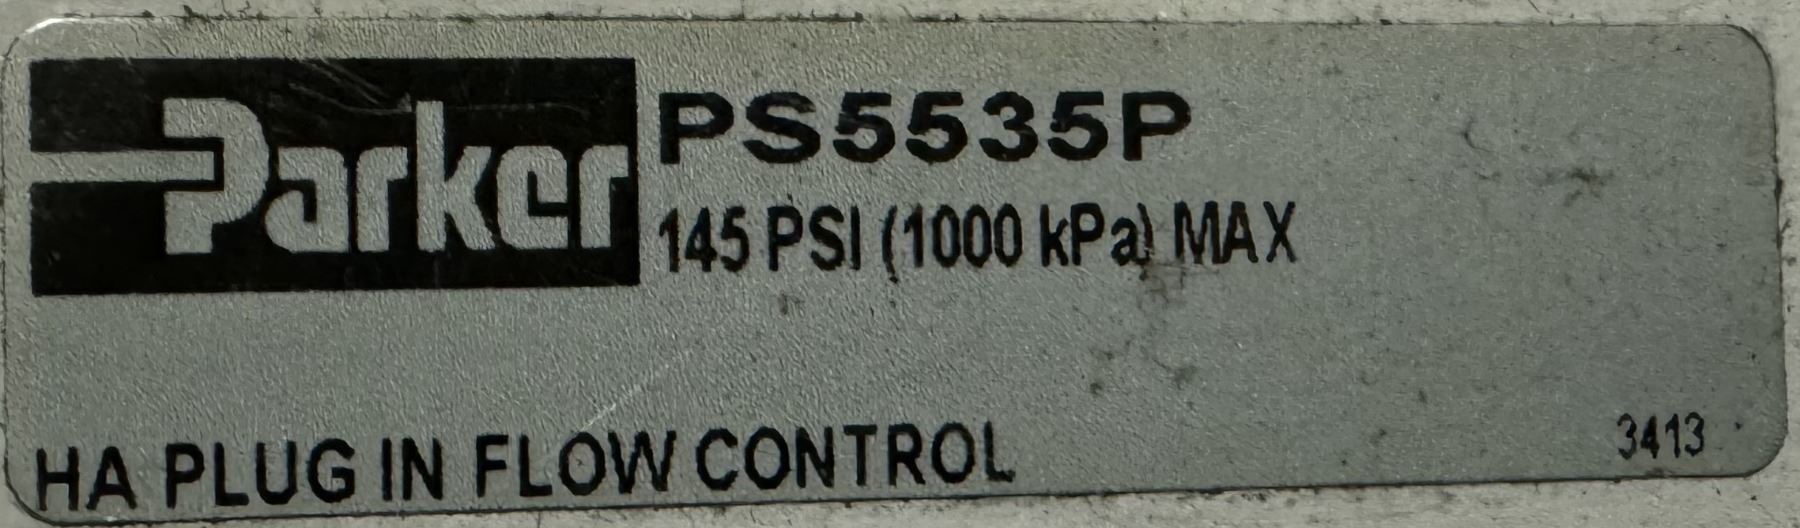 Parker
PS5535P
145 PSI (1000 kPa) MAX
HA PLUG IN FLOW CONTROL
3413